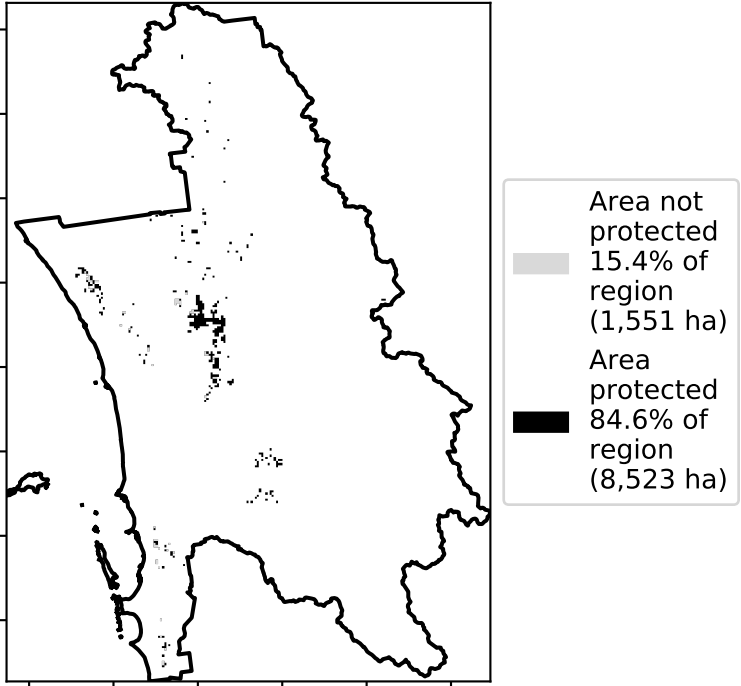 Area not
protected
15.4% of
region
(1,551 ha)
Area
protected
84.6% of
region
(8,523 ha)